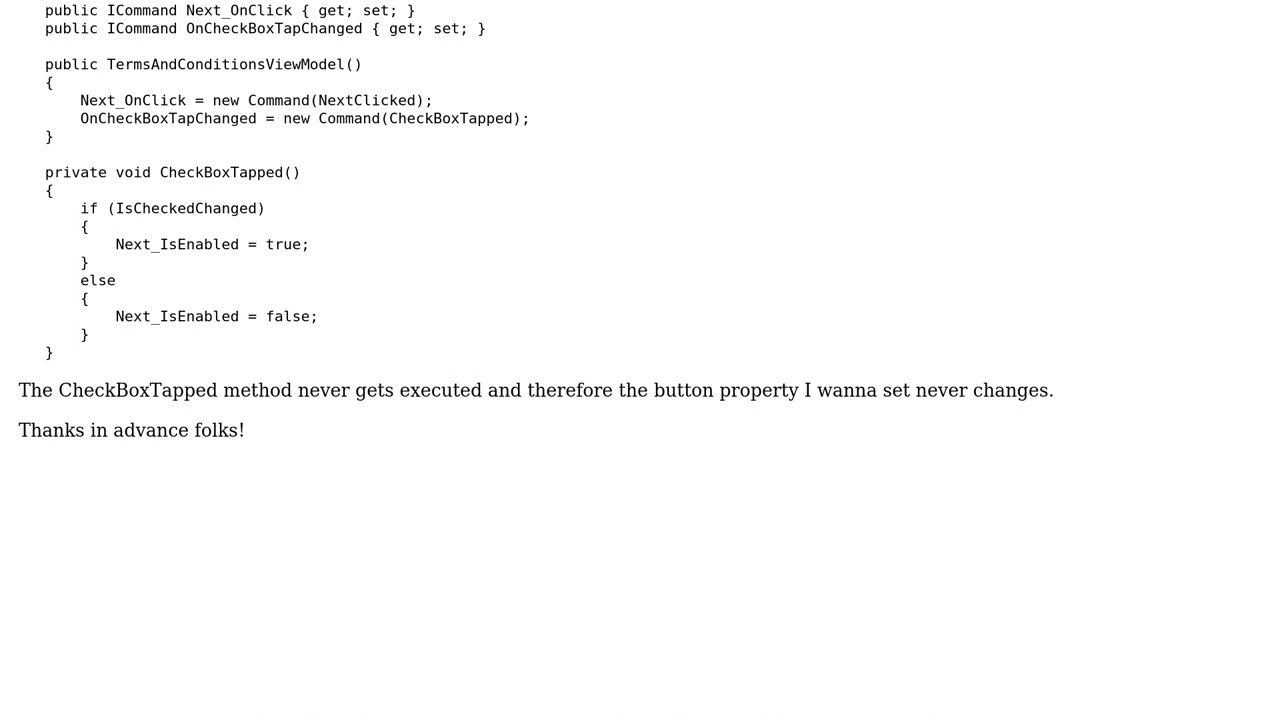 public ICommand Next_OnClick { get; set; }
public ICommand OnCheckBoxTapChanged { get; set; }
public TermsAndConditionsViewModel()
{
Next_OnClick = new Command(NextClicked);
OnCheckBoxTapChanged = new Command(CheckBoxTapped);
}
private void CheckBoxTapped()
{
if (IsCheckedChanged)
{
Next_IsEnabled = true;
}
else
{
Next_IsEnabled = false;
}
}
The CheckBoxTapped method never gets executed and therefore the button property I wanna set never changes.
Thanks in advance folks!